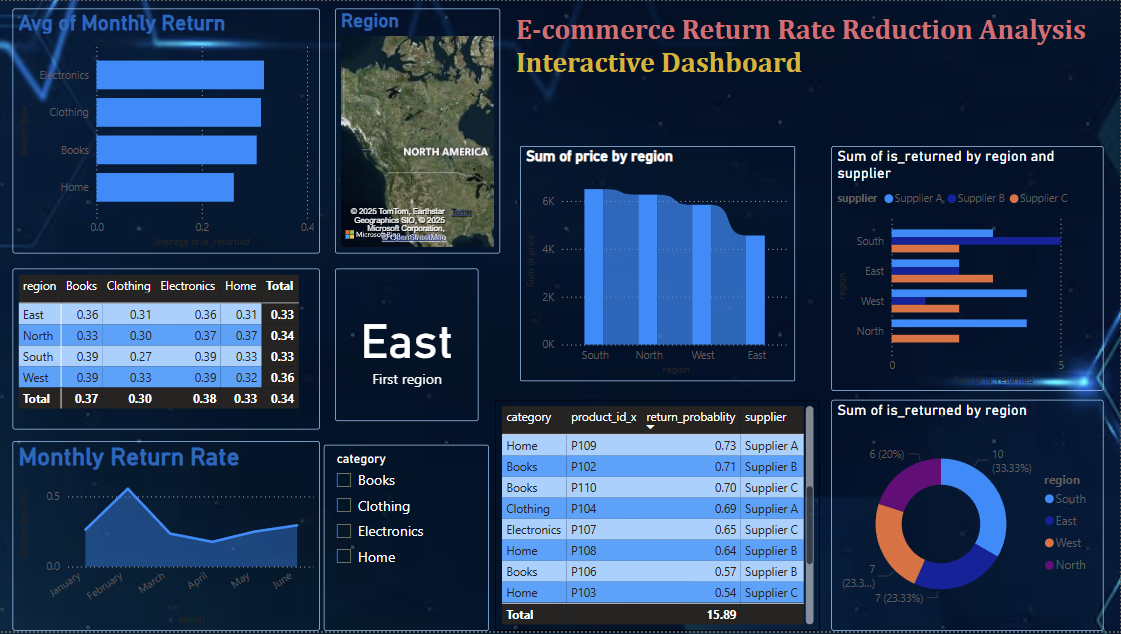 E-commerce Return Rate Reduction Analysis
Interactive Dashboard
Avg of Monthly Return
Electronics
Clothing
Books
Home
0.0 0.2 0.4
Average of is_returned
Region
NORTH AMERICA
© 2025 TomTom, Earthstar
Geographics SIO, © 2025
Microsoft Corporation,
© OpenStreetMap
Terms
Sum of price by region
Sum of price
6K
4K
2K
0K
South North West East
region
Sum of is_returned by region and
supplier
supplier Supplier A Supplier B Supplier C
region
South
East
West
North
0 5
Sum of is_returned
region Books Clothing Electronics Home Total
East 0.36 0.31 0.36 0.31 0.33
North 0.33 0.30 0.37 0.37 0.34
South 0.39 0.27 0.39 0.33 0.33
West 0.39 0.33 0.39 0.32 0.36
Total 0.37 0.30 0.38 0.33 0.34
East
First region
Monthly Return Rate
0.5
0.0
January February March April May June
Month
category
Books
Clothing
Electronics
Home
category product_id_x return_probablity supplier
Home P109 0.73 Supplier A
Books P102 0.71 Supplier B
Books P110 0.70 Supplier C
Clothing P104 0.69 Supplier A
Electronics P107 0.65 Supplier C
Home P108 0.64 Supplier B
Books P106 0.57 Supplier B
Home P103 0.54 Supplier C
Total 15.89
Sum of is_returned by region
6 (20%)
10
(33.33%)
7
(23.3...)
7 (23.33%)
region
South
East
West
North